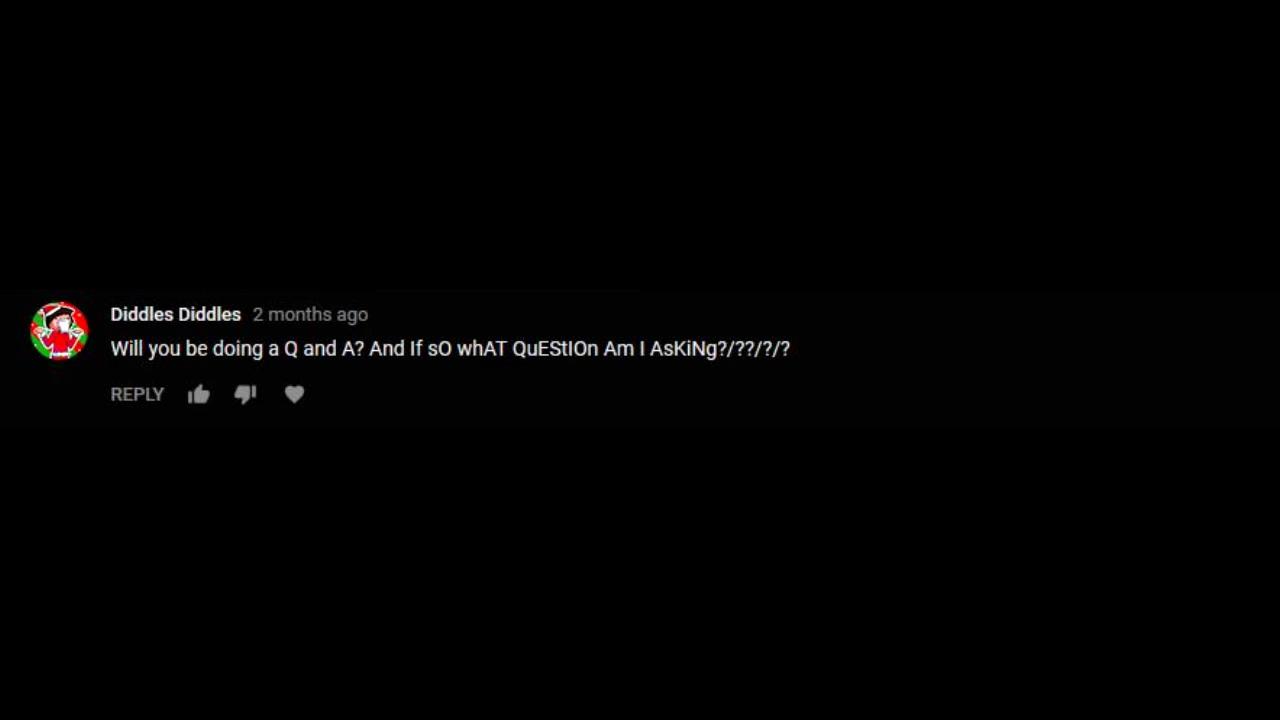 Diddles Diddles 2 months ago
Will you be doing a Q and A? And If sO whAT QuEStIOn Am I AsKiNg?/??/?/?
REPLY